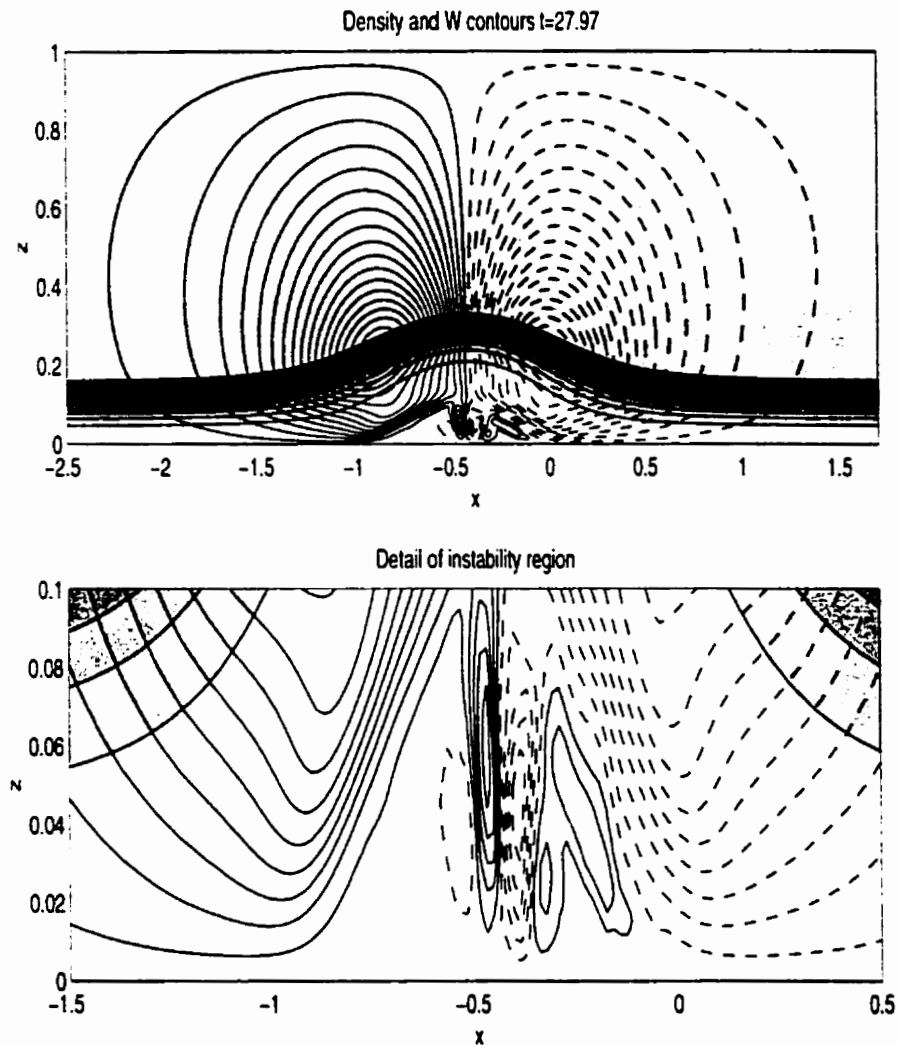 Density and W contours t=27.97
1
0.8
0.6
0.4
0.2
0
z
-2.5 -2 -1.5 -1 -0.5 0 0.5 1 1.5
x
Detail of instability region
0.1
0.08
0.06
0.04
0.02
0
z
-1.5 -1 -0.5 0 0.5
x